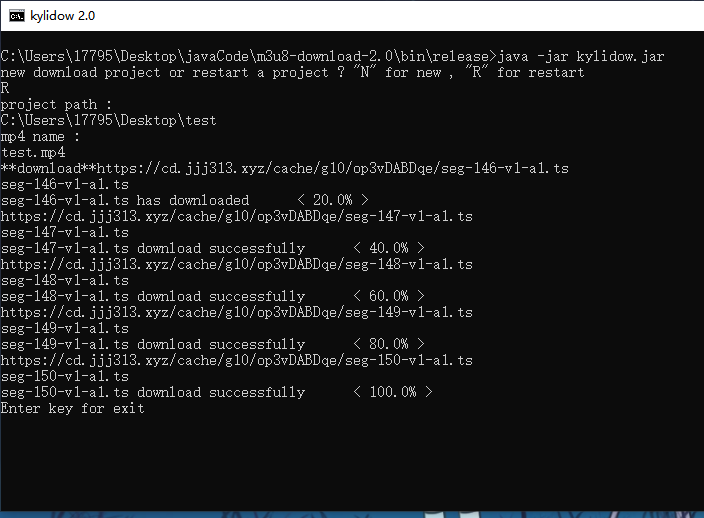 kylidow 2.0
C:\Users\17795\Desktop\javaCode\m3u8-download-2.0\bin\release>java -jar kylidow.jar
new download project or restart a project ? "N" for new , "R" for restart
R
project path :
C:\Users\17795\Desktop\test
mp4 name :
test.mp4
**download**https://cd.jjj313.xyz/cache/g10/op3vDABDqe/seg-146-v1-a1.ts
seg-146-v1-a1.ts
seg-146-v1-a1.ts has downloaded      < 20.0% >
https://cd.jjj313.xyz/cache/g10/op3vDABDqe/seg-147-v1-a1.ts
seg-147-v1-a1.ts
seg-147-v1-a1.ts download successfully      < 40.0% >
https://cd.jjj313.xyz/cache/g10/op3vDABDqe/seg-148-v1-a1.ts
seg-148-v1-a1.ts
seg-148-v1-a1.ts download successfully      < 60.0% >
https://cd.jjj313.xyz/cache/g10/op3vDABDqe/seg-149-v1-a1.ts
seg-149-v1-a1.ts
seg-149-v1-a1.ts download successfully      < 80.0% >
https://cd.jjj313.xyz/cache/g10/op3vDABDqe/seg-150-v1-a1.ts
seg-150-v1-a1.ts
seg-150-v1-a1.ts download successfully      < 100.0% >
Enter key for exit